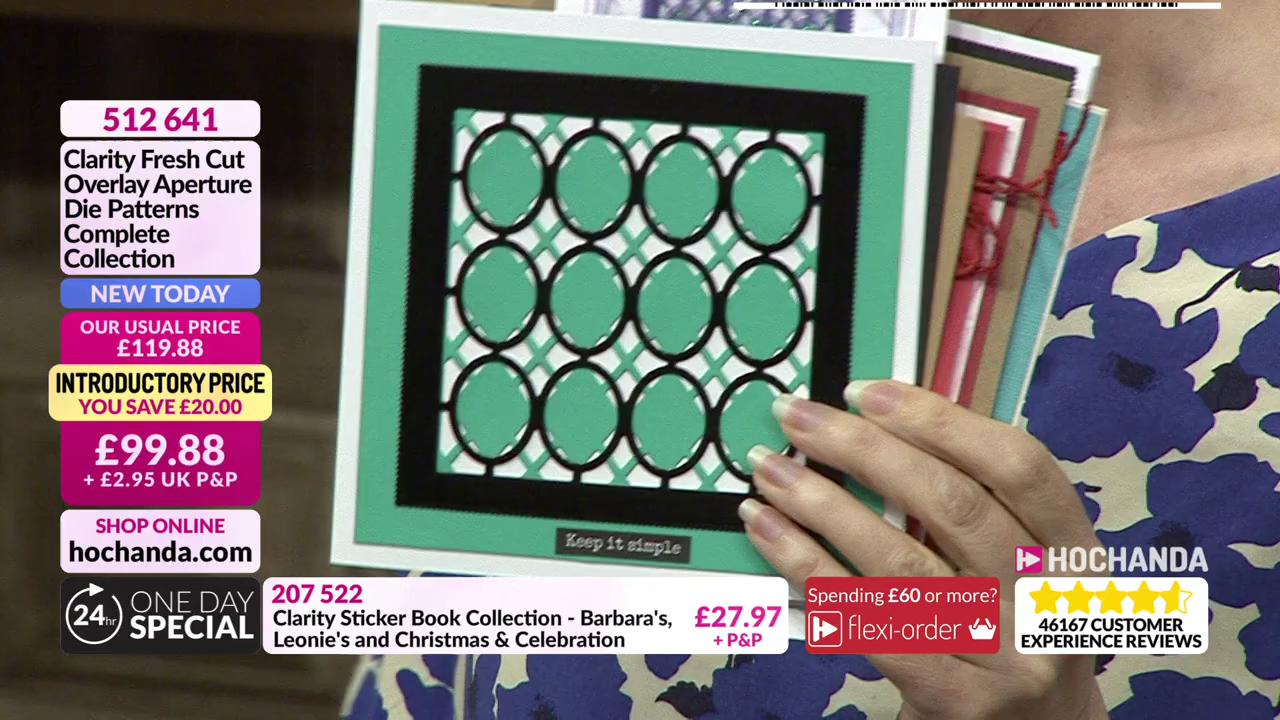 512 641
Clarity Fresh Cut
Overlay Aperture
Die Patterns
Complete
Collection
NEW TODAY
OUR USUAL PRICE
£119.88
INTRODUCTORY PRICE
YOU SAVE £20.00
£99.88
+ £2.95 UK P&P
SHOP ONLINE
hochanda.com
Keep it simple
HOCHANDA
24hr ONE DAY
SPECIAL
207 522
Clarity Sticker Book Collection - Barbara's,
Leonie's and Christmas & Celebration
£27.97
+ P&P
Spending £60 or more?
flexi-order
46167 CUSTOMER
EXPERIENCE REVIEWS